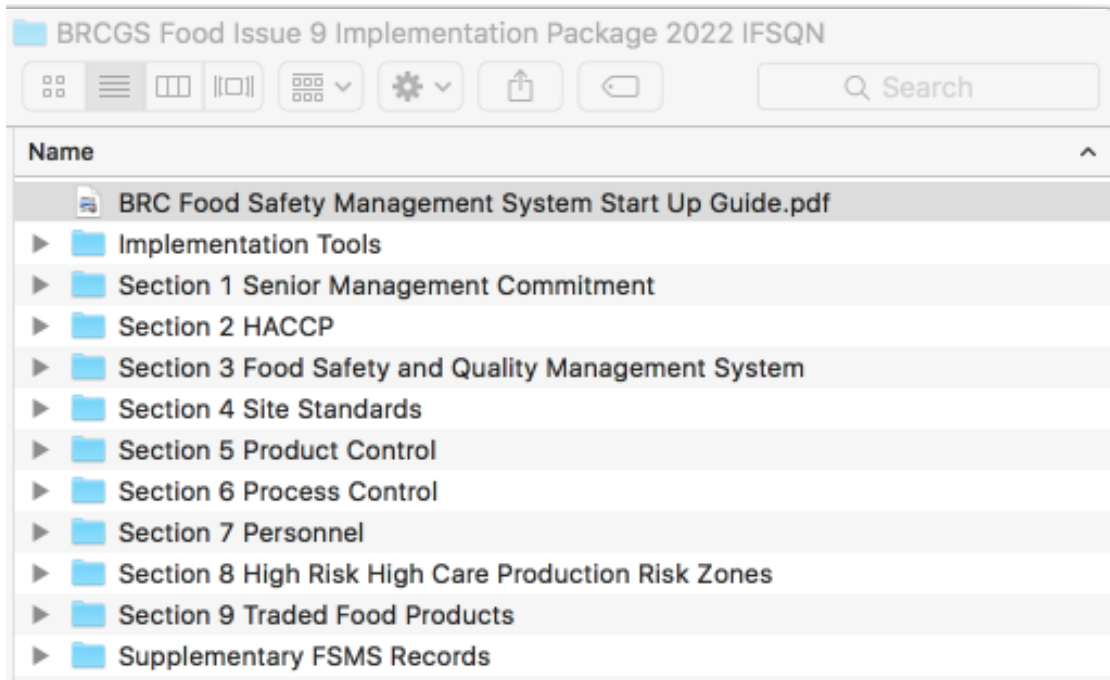 BRCGS Food Issue 9 Implementation Package 2022 IFSQN
Search
Name
BRC Food Safety Management System Start Up Guide.pdf
Implementation Tools
Section 1 Senior Management Commitment
Section 2 HACCP
Section 3 Food Safety and Quality Management System
Section 4 Site Standards
Section 5 Product Control
Section 6 Process Control
Section 7 Personnel
Section 8 High Risk High Care Production Risk Zones
Section 9 Traded Food Products
Supplementary FSMS Records